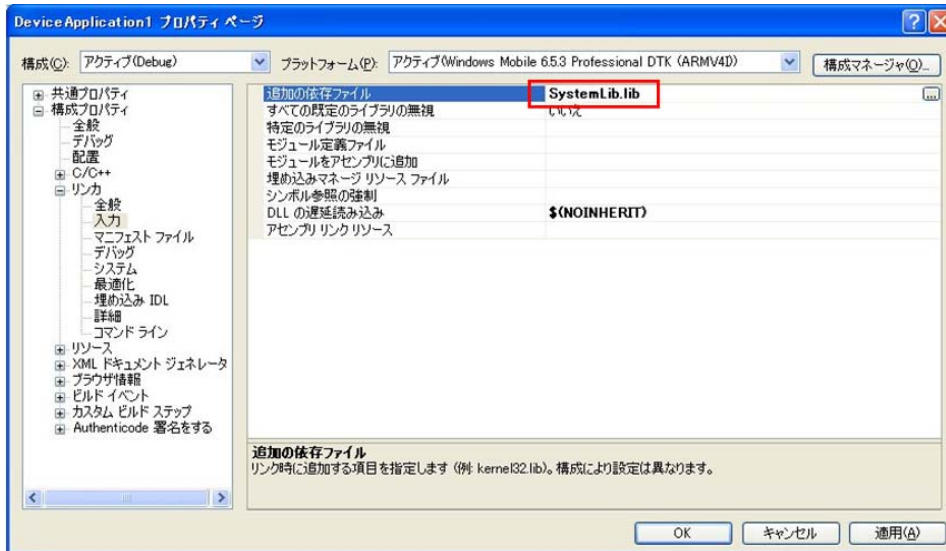 DeviceApplication1 プロパティ ページ
構成(C): アクティブ(Debug) プラットフォーム(P): アクティブ(Windows Mobile 6.5.3 Professional DTK (ARMV4I)) 構成マネージャ(O)...
共通プロパティ
構成プロパティ
全般
デバッグ
配置
C/C++
リンカ
全般
入力
マニフェスト ファイル
デバッグ
システム
最適化
埋め込み IDL
詳細
コマンド ライン
リソース
XML ドキュメント ジェネレータ
ブラウザ情報
ビルド イベント
カスタム ビルド ステップ
Authenticode 署名をする
追加の依存ファイル SystemLib.lib ...
すべての既定のライブラリの無視 いいえ
特定のライブラリの無視
モジュール定義ファイル
モジュールをアセンブリに追加
埋め込みマネージ リソース ファイル
シンボル参照の強制
DLL の遅延読み込み $(NOINHERIT)
アセンブリ リンク リソース
追加の依存ファイル
リンク時に追加する項目を指定します (例: kernel32.lib)。構成により設定は異なります。
OK キャンセル 適用(A)